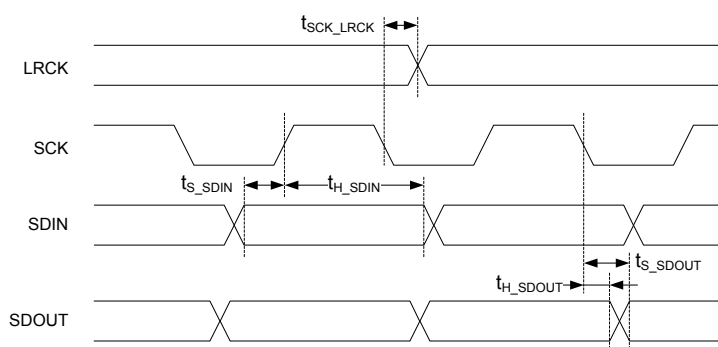 tSCK_LRCK
LRCK
SCK
tS_SDIN
tH_SDIN
SDIN
tS_SDOUT
tH_SDOUT
SDOUT